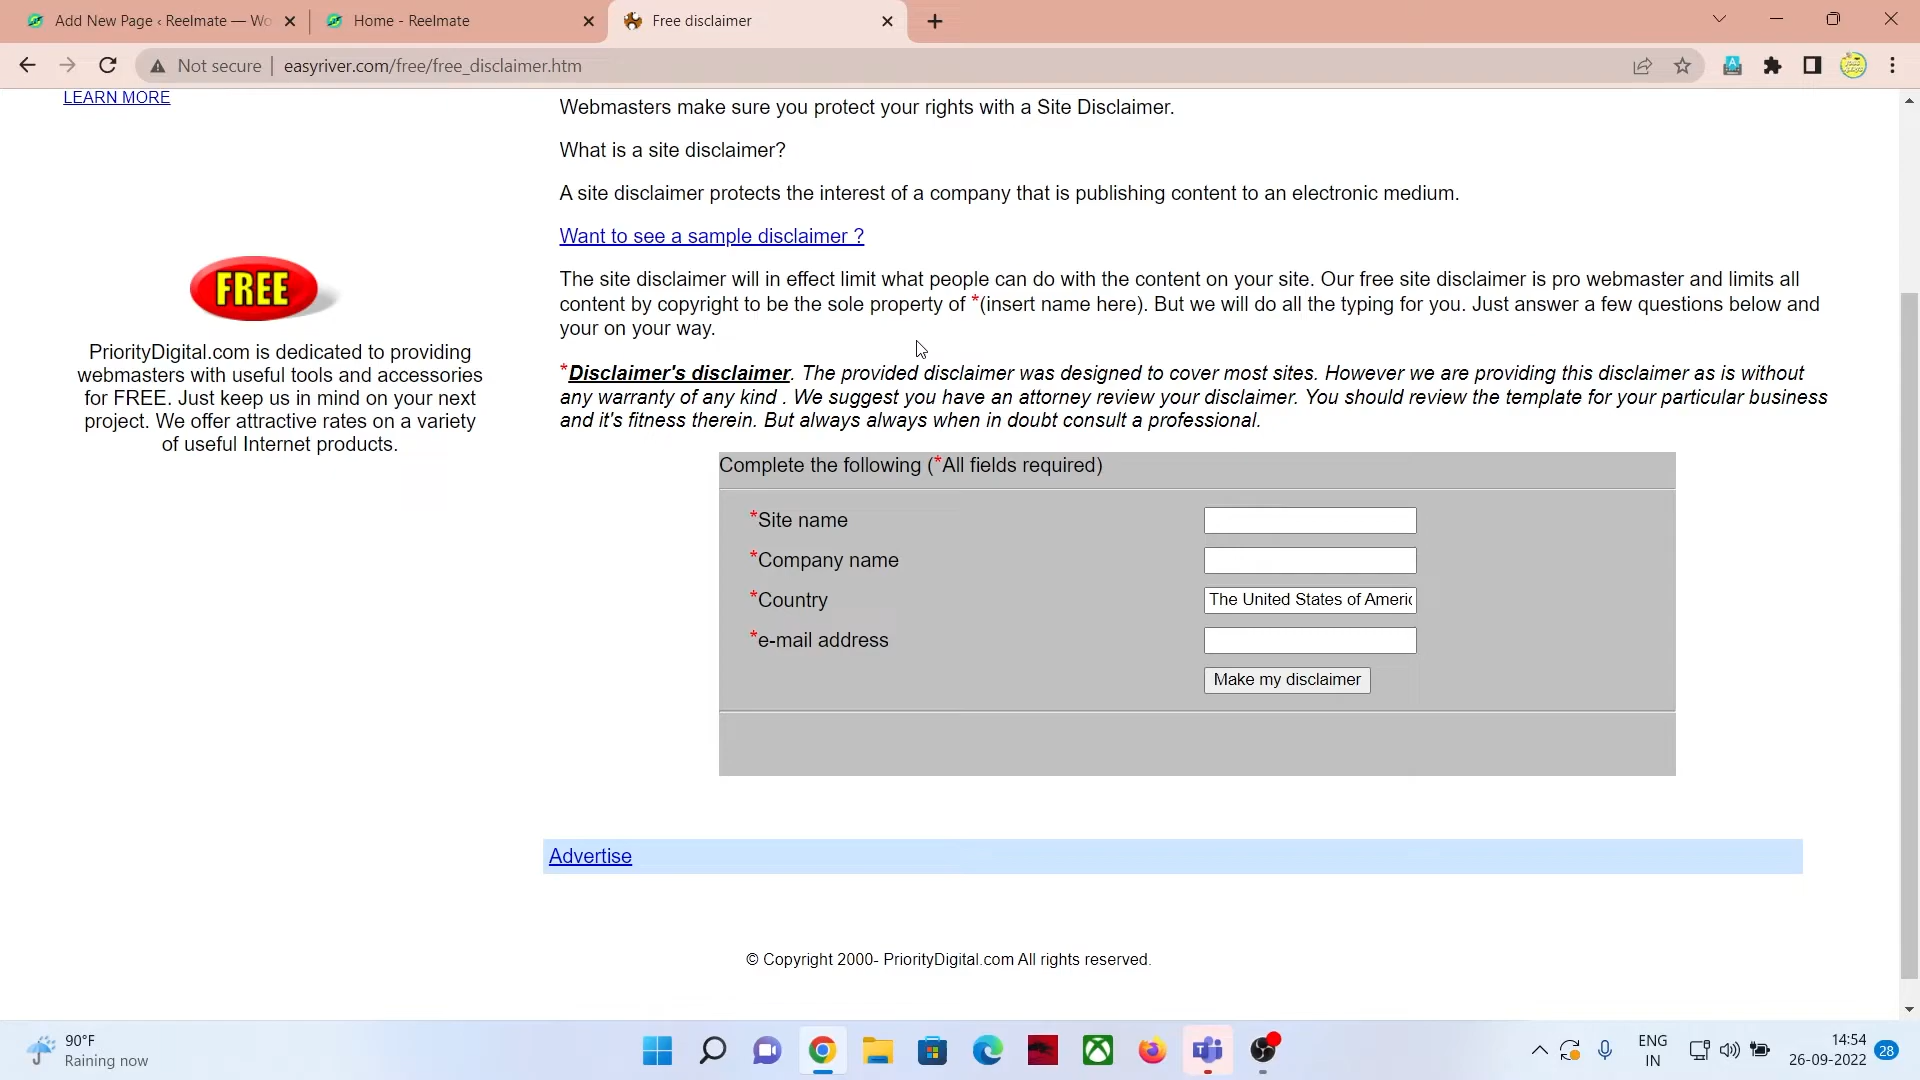 Add New Page ‹ Reelmate — Wo
Home - Reelmate
Free disclaimer
Not secure
easyriver.com/free/free_disclaimer.htm
LEARN MORE
Webmasters make sure you protect your rights with a Site Disclaimer.
What is a site disclaimer?
A site disclaimer protects the interest of a company that is publishing content to an electronic medium.
Want to see a sample disclaimer ?
The site disclaimer will in effect limit what people can do with the content on your site. Our free site disclaimer is pro webmaster and limits all
content by copyright to be the sole property of *(insert name here). But we will do all the typing for you. Just answer a few questions below and
your on your way.
*Disclaimer's disclaimer. The provided disclaimer was designed to cover most sites. However we are providing this disclaimer as is without
any warranty of any kind . We suggest you have an attorney review your disclaimer. You should review the template for your particular business
and it's fitness therein. But always always when in doubt consult a professional.
FREE
PriorityDigital.com is dedicated to providing
webmasters with useful tools and accessories
for FREE. Just keep us in mind on your next
project. We offer attractive rates on a variety
of useful Internet products.
Complete the following (*All fields required)
*Site name
*Company name
*Country
The United States of Americ
*e-mail address
Make my disclaimer
Advertise
© Copyright 2000- PriorityDigital.com All rights reserved.
90°F
Raining now
ENG
IN
14:54
26-09-2022
28